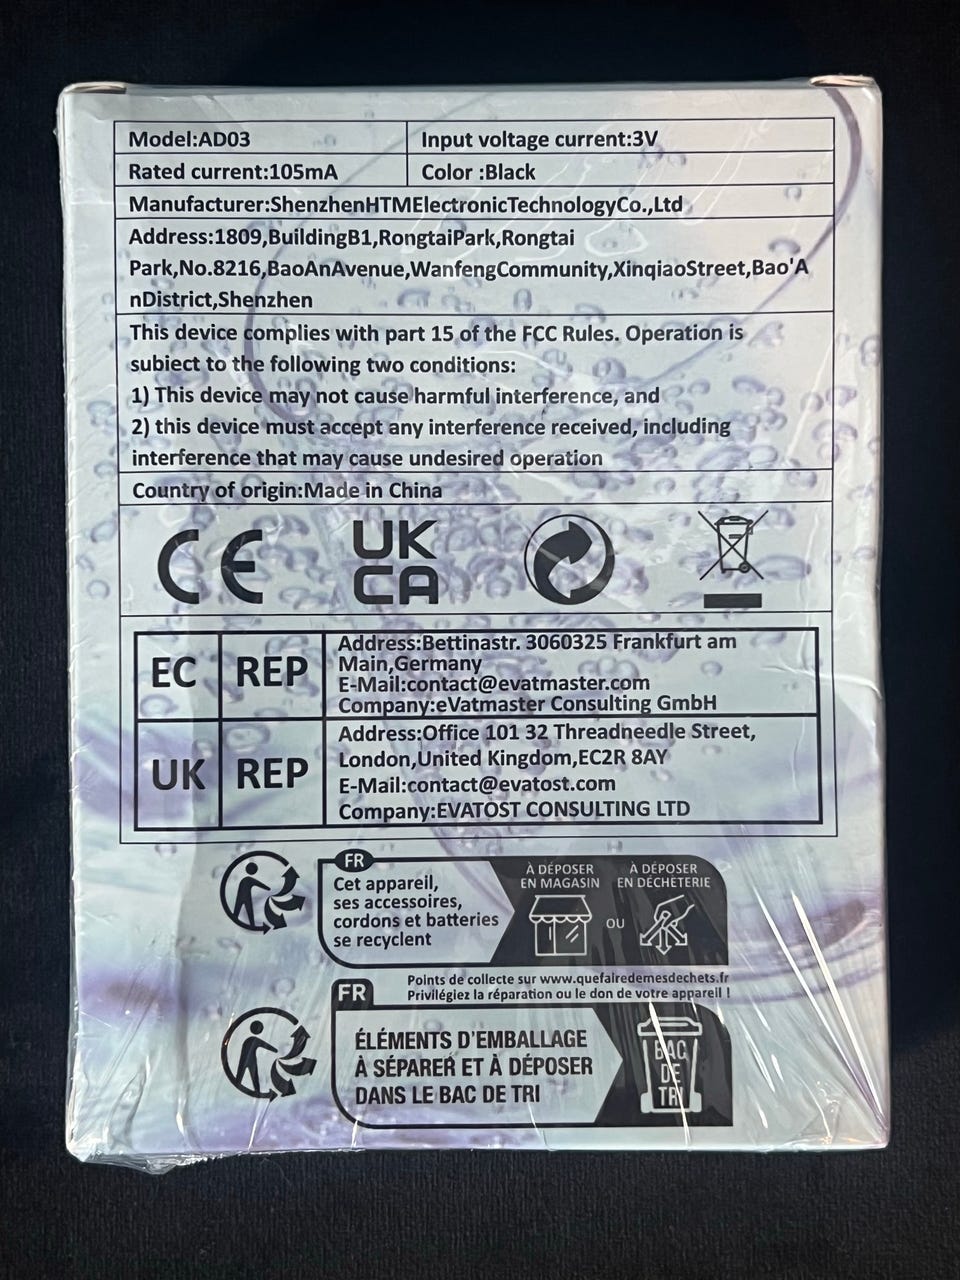 Model:AD03
Input voltage current:3V
Rated current:105mA
Color :Black
Manufacturer:ShenzhenHTMElectronicTechnologyCo.,Ltd
Address:1809,BuildingB1,RongtaiPark,Rongtai
Park,No.8216,BaoAnAvenue,WanfengCommunity,XinqiaoStreet,Bao'A
nDistrict,Shenzhen
This device complies with part 15 of the FCC Rules. Operation is
subiect to the following two conditions:
1) This device may not cause harmful interference, and
2) this device must accept any interference received, including
interference that may cause undesired operation
Country of origin:Made in China
CE
UK
CA
EC REP
Address:Bettinastr. 3060325 Frankfurt am
Main,Germany
E-Mail:contact@evatmaster.com
Company:eVatmaster Consulting GmbH
UK REP
Address:Office 101 32 Threadneedle Street,
London,United Kingdom,EC2R 8AY
E-Mail:contact@evatost.com
Company:EVATOST CONSULTING LTD
FR
Cet appareil,
ses accessoires,
cordons et batteries
se recyclent
À DÉPOSER
EN MAGASIN
OU
À DÉPOSER
EN DÉCHÈTERIE
Points de collecte sur www.quefairedemesdechets.fr
Privilégiez la réparation ou le don de votre appareil !
FR
ÉLÉMENTS D'EMBALLAGE
À SÉPARER ET À DÉPOSER
DANS LE BAC DE TRI
BAC
DE
TRI